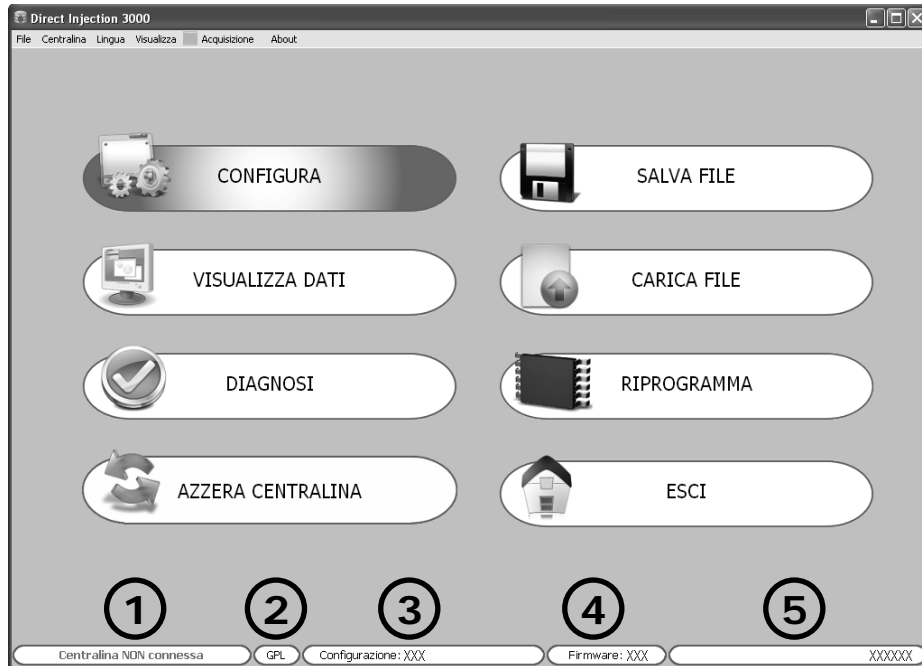 Direct Injection 3000
File Centralina Lingua Visualizza Acquisizione About
CONFIGURA
SALVA FILE
VISUALIZZA DATI
CARICA FILE
DIAGNOSI
RIPROGRAMMA
AZZERA CENTRALINA
ESCI
1 2 3 4 5
Centralina NON connessa GPL Configurazione: XXX Firmware: XXX XXXXXX